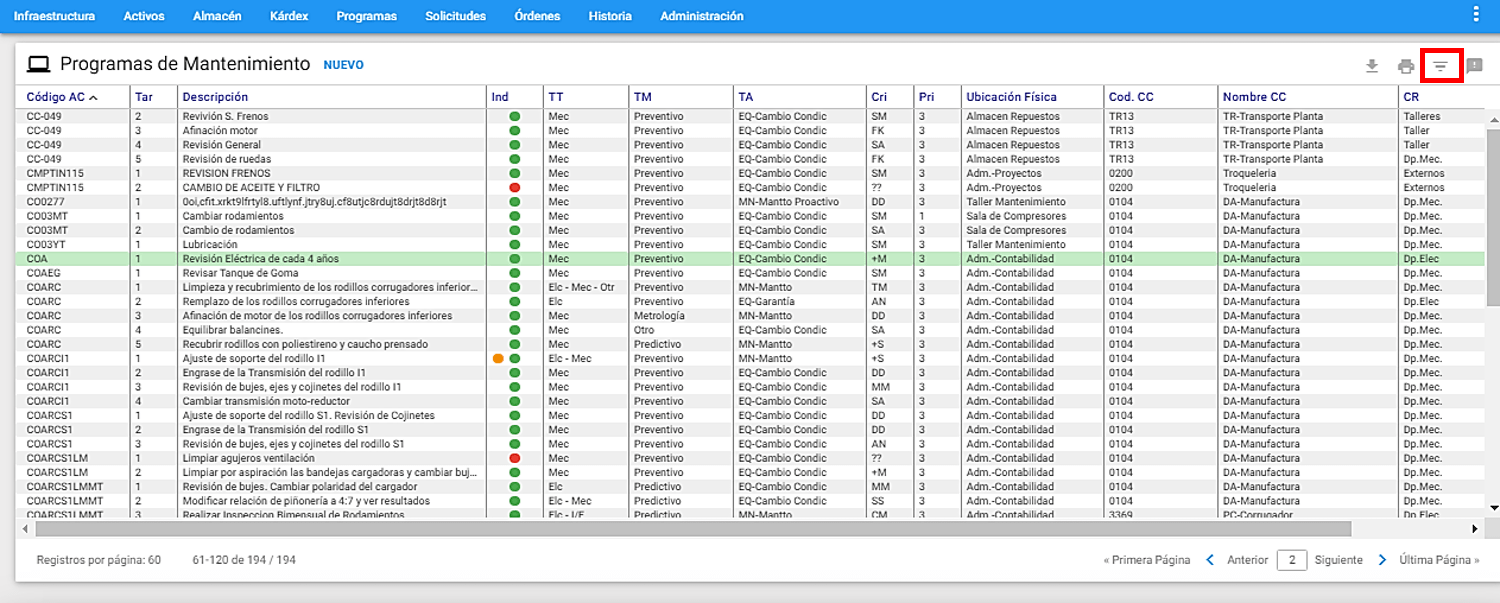 Infraestructura Activos Almacén Kárdex Programas Solicitudes Órdenes Historia Administración
Programas de Mantenimiento NUEVO
Código AC Tar Descripción Ind TT TM TA Cri Pri Ubicación Física Cod. CC Nombre CC CR
CC-049 2 Revivión S. Frenos Mec Preventivo EQ-Cambio Condic SM 3 Almacen Repuestos TR13 TR-Transporte Planta Talleres
CC-049 3 Afinación motor Mec Preventivo EQ-Cambio Condic FK 3 Almacen Repuestos TR13 TR-Transporte Planta Taller
CC-049 4 Revisión General Mec Preventivo EQ-Cambio Condic SA 3 Almacen Repuestos TR13 TR-Transporte Planta Taller
CC-049 5 Revisión de ruedas Mec Preventivo EQ-Cambio Condic FK 3 Almacen Repuestos TR13 TR-Transporte Planta Dp.Mec.
CMPTIN115 1 REVISION FRENOS Mec Preventivo EQ-Cambio Condic SM 3 Adm.-Proyectos 0200 Troqueleria Externos
CMPTIN115 2 CAMBIO DE ACEITE Y FILTRO Mec Preventivo EQ-Cambio Condic ?? 3 Adm.-Proyectos 0200 Troqueleria Externos
CO0277 1 0oi,cfit.xrkt9lfrtyl8.uftlynf.jtry8uj.cf8utjc8rdujt8drjt8d8rjt Mec Preventivo MN-Mantto Proactivo DD 3 Taller Mantenimiento 0104 DA-Manufactura Dp.Mec.
CO03MT 1 Cambiar rodamientos Mec Preventivo EQ-Cambio Condic SM 1 Sala de Compresores 0104 DA-Manufactura Dp.Mec.
CO03MT 2 Cambio de rodamientos Mec Preventivo EQ-Cambio Condic SA 3 Sala de Compresores 0104 DA-Manufactura Dp.Mec.
CO03YT 1 Lubricación Mec Preventivo EQ-Cambio Condic SM 3 Taller Mantenimiento 0104 DA-Manufactura Dp.Mec.
COA 1 Revisión Eléctrica de cada 4 años Mec Preventivo EQ-Cambio Condic +M 3 Adm.-Contabilidad 0104 DA-Manufactura Dp.Elec
COAEG 1 Revisar Tanque de Goma Mec Preventivo EQ-Cambio Condic SM 3 Adm.-Contabilidad 0104 DA-Manufactura Dp.Mec.
COARC 1 Limpieza y recubrimiento de los rodillos corrugadores inferior... Elc - Mec - Otr Preventivo MN-Mantto TM 3 Adm.-Contabilidad 0104 DA-Manufactura Dp.Mec.
COARC 2 Remplazo de los rodillos corrugadores inferiores Elc Preventivo EQ-Garantía AN 3 Adm.-Contabilidad 0104 DA-Manufactura Dp.Elec
COARC 3 Afinación de motor de los rodillos corrugadores inferiores Mec Metrología MN-Mantto DD 3 Adm.-Contabilidad 0104 DA-Manufactura Dp.Elec
COARC 4 Equilibrar balancines. Mec Otro EQ-Cambio Condic SA 3 Adm.-Contabilidad 0104 DA-Manufactura Dp.Mec.
COARC 5 Recubrir rodillos con poliestireno y caucho prensado Mec Predictivo MN-Mantto +S 3 Adm.-Contabilidad 0104 DA-Manufactura Dp.Mec.
COARCI1 1 Ajuste de soporte del rodillo I1 Elc - Mec Preventivo MN-Mantto +S 3 Adm.-Contabilidad 0104 DA-Manufactura Dp.Mec.
COARCI1 2 Engrase de la Transmisión del rodillo I1 Mec Preventivo EQ-Cambio Condic DD 3 Adm.-Contabilidad 0104 DA-Manufactura Dp.Mec.
COARCI1 3 Revisión de bujes, ejes y cojinetes del rodillo I1 Mec Preventivo EQ-Cambio Condic MM 3 Adm.-Contabilidad 0104 DA-Manufactura Dp.Mec.
COARCI1 4 Cambiar transmisión moto-reductor Mec Preventivo EQ-Cambio Condic SA 3 Adm.-Contabilidad 0104 DA-Manufactura Dp.Mec.
COARCS1 1 Ajuste de soporte del rodillo S1. Revisión de Cojinetes Mec Preventivo EQ-Cambio Condic DD 3 Adm.-Contabilidad 0104 DA-Manufactura Dp.Mec.
COARCS1 2 Engrase de la Transmisión del rodillo S1 Mec Preventivo EQ-Cambio Condic DD 3 Adm.-Contabilidad 0104 DA-Manufactura Dp.Mec.
COARCS1 3 Revisión de bujes, ejes y cojinetes del rodillo S1 Mec Preventivo EQ-Cambio Condic AN 3 Adm.-Contabilidad 0104 DA-Manufactura Dp.Mec.
COARCS1LM 1 Limpiar agujeros ventilación Mec Preventivo EQ-Cambio Condic ?? 3 Adm.-Contabilidad 0104 DA-Manufactura Dp.Mec.
COARCS1LM 2 Limpiar por aspiración las bandejas cargadoras y cambiar buj... Mec Preventivo EQ-Cambio Condic +M 3 Adm.-Contabilidad 0104 DA-Manufactura Dp.Mec.
COARCS1LMMT 1 Revisión de bujes. Cambiar polaridad del cargador Elc Predictivo EQ-Cambio Condic MM 3 Adm.-Contabilidad 0104 DA-Manufactura Dp.Mec.
COARCS1LMMT 2 Modificar relación de piñonería a 4:7 y ver resultados Elc - Mec Predictivo EQ-Cambio Condic SS 3 Adm.-Contabilidad 0104 DA-Manufactura Dp.Mec.
COARCS1LMMT 3 Realizar Inspeccion Bimensual de Rodamientos Elc - I/E Predictivo MN-Mantto CM 3 Adm.-Contabilidad 3369 PC-Corrugador Dp.Elec
Registros por página: 60 61-120 de 194 / 194 « Primera Página Anterior 2 Siguiente Última Página »